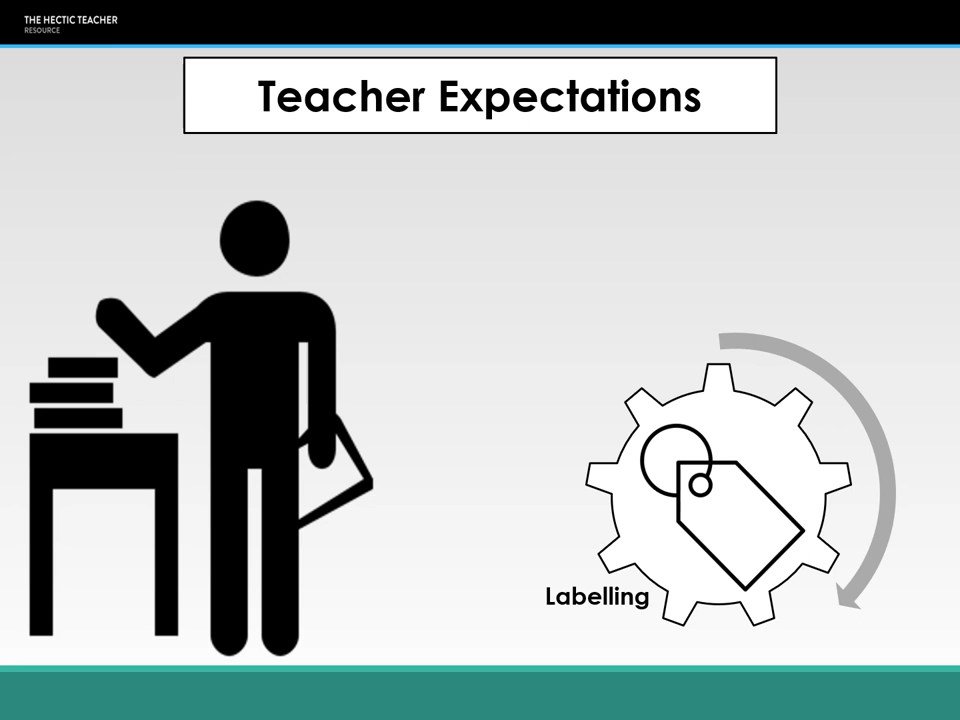 THE HECTIC TEACHER
RESOURCE
Teacher Expectations
Labelling